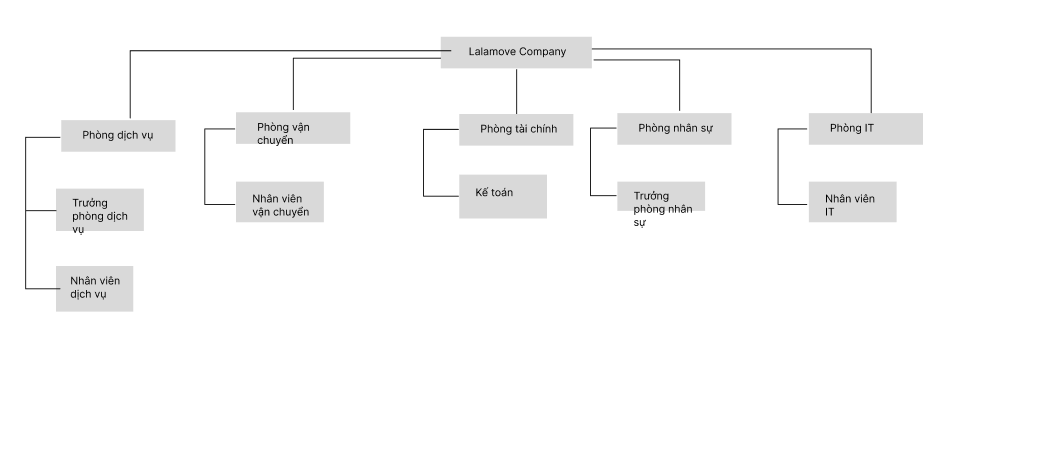 Lalamove Company
Phòng dịch vụ
Phòng vận
chuyển
Phòng tài chính
Phòng nhân sự
Phòng IT
Trưởng
phòng dịch
vụ
Nhân viên
vận chuyển
Kế toán
Trưởng
phòng nhân
sự
Nhân viên
IT
Nhân viên
dịch vụ